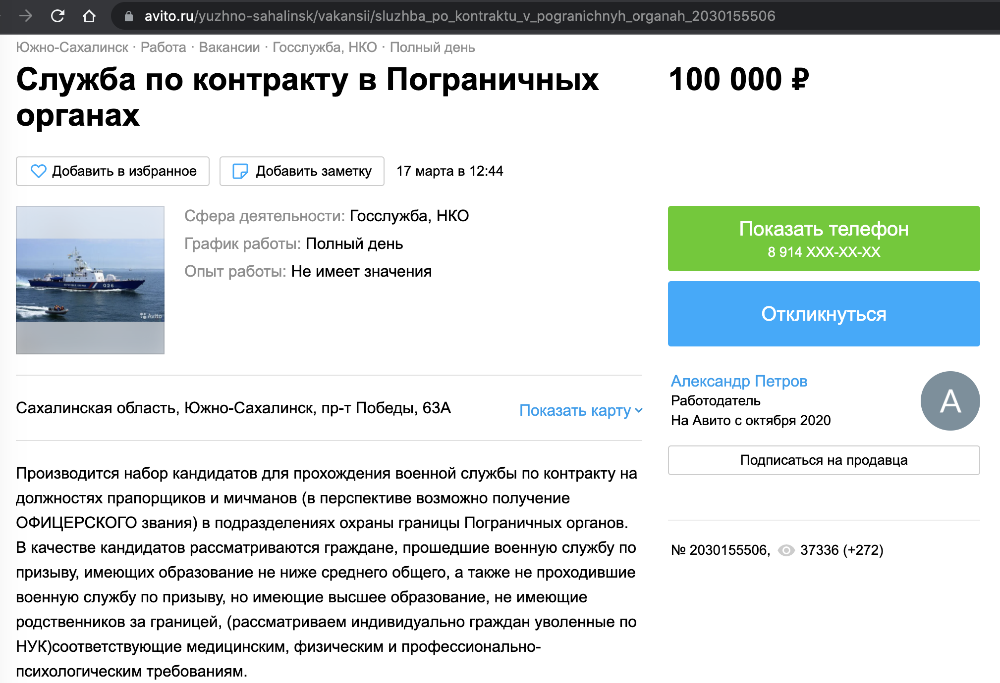 avito.ru/yuzhno-sahalinsk/vakansii/sluzhba_po_kontraktu_v_pogranichnyh_organah_2030155506
Южно-Сахалинск · Работа · Вакансии · Госслужба, НКО · Полный день
Служба по контракту в Пограничных
органах
100 000 ₽
Добавить в избранное
Добавить заметку
17 марта в 12:44
БЕРЕГОВАЯ ОХРАНА 026
Avito
Сфера деятельности: Госслужба, НКО
График работы: Полный день
Опыт работы: Не имеет значения
Показать телефон
8 914 XXX-XX-XX
Откликнуться
Александр Петров
Работодатель
На Авито с октября 2020
А
Подписаться на продавца
№ 2030155506, 37336 (+272)
Сахалинская область, Южно-Сахалинск, пр-т Победы, 63А
Показать карту
Производится набор кандидатов для прохождения военной службы по контракту на
должностях прапорщиков и мичманов (в перспективе возможно получение
ОФИЦЕРСКОГО звания) в подразделениях охраны границы Пограничных органов.
В качестве кандидатов рассматриваются граждане, прошедшие военную службу по
призыву, имеющих образование не ниже среднего общего, а также не проходившие
военную службу по призыву, но имеющие высшее образование, не имеющие
родственников за границей, (рассматриваем индивидуально граждан уволенные по
НУК)соответствующие медицинским, физическим и профессионально-
психологическим требованиям.